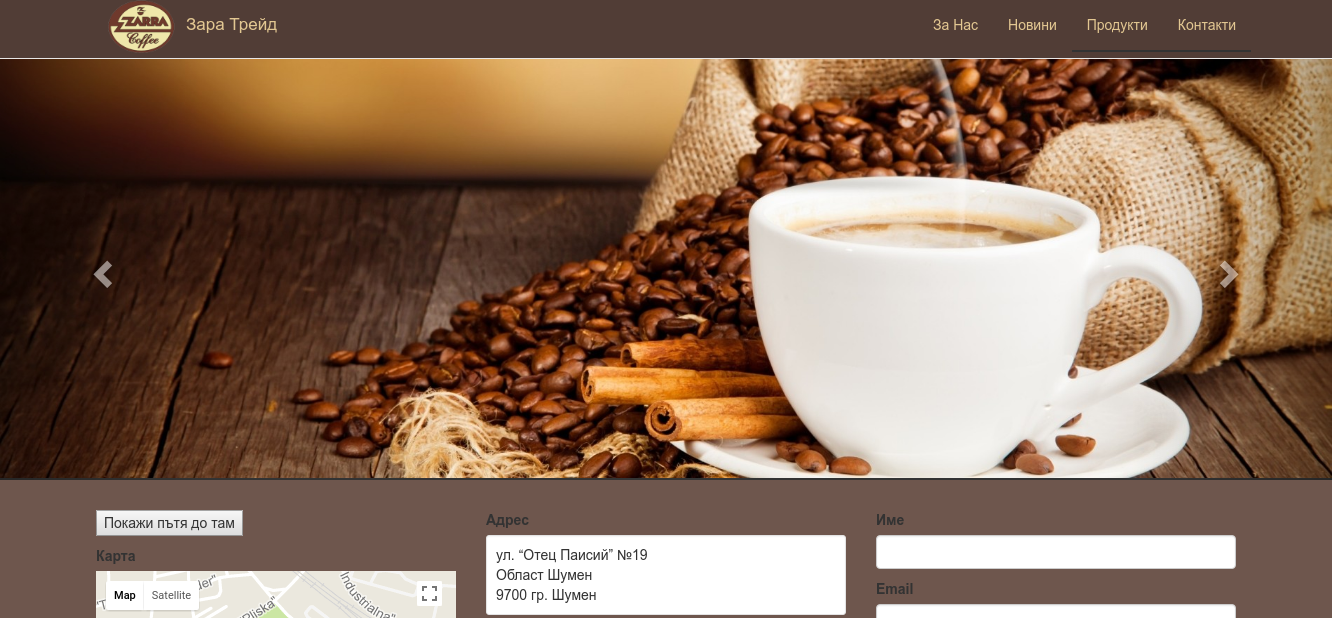 ZARRA
Coffee
Зара Трейд
За Нас
Новини
Продукти
Контакти
Покажи пътя до там
Карта
Map
Satellite
Industrialna"
"Pliska"
Адрес
ул. “Отец Паисий” №19
Област Шумен
9700 гр. Шумен
Име
Email